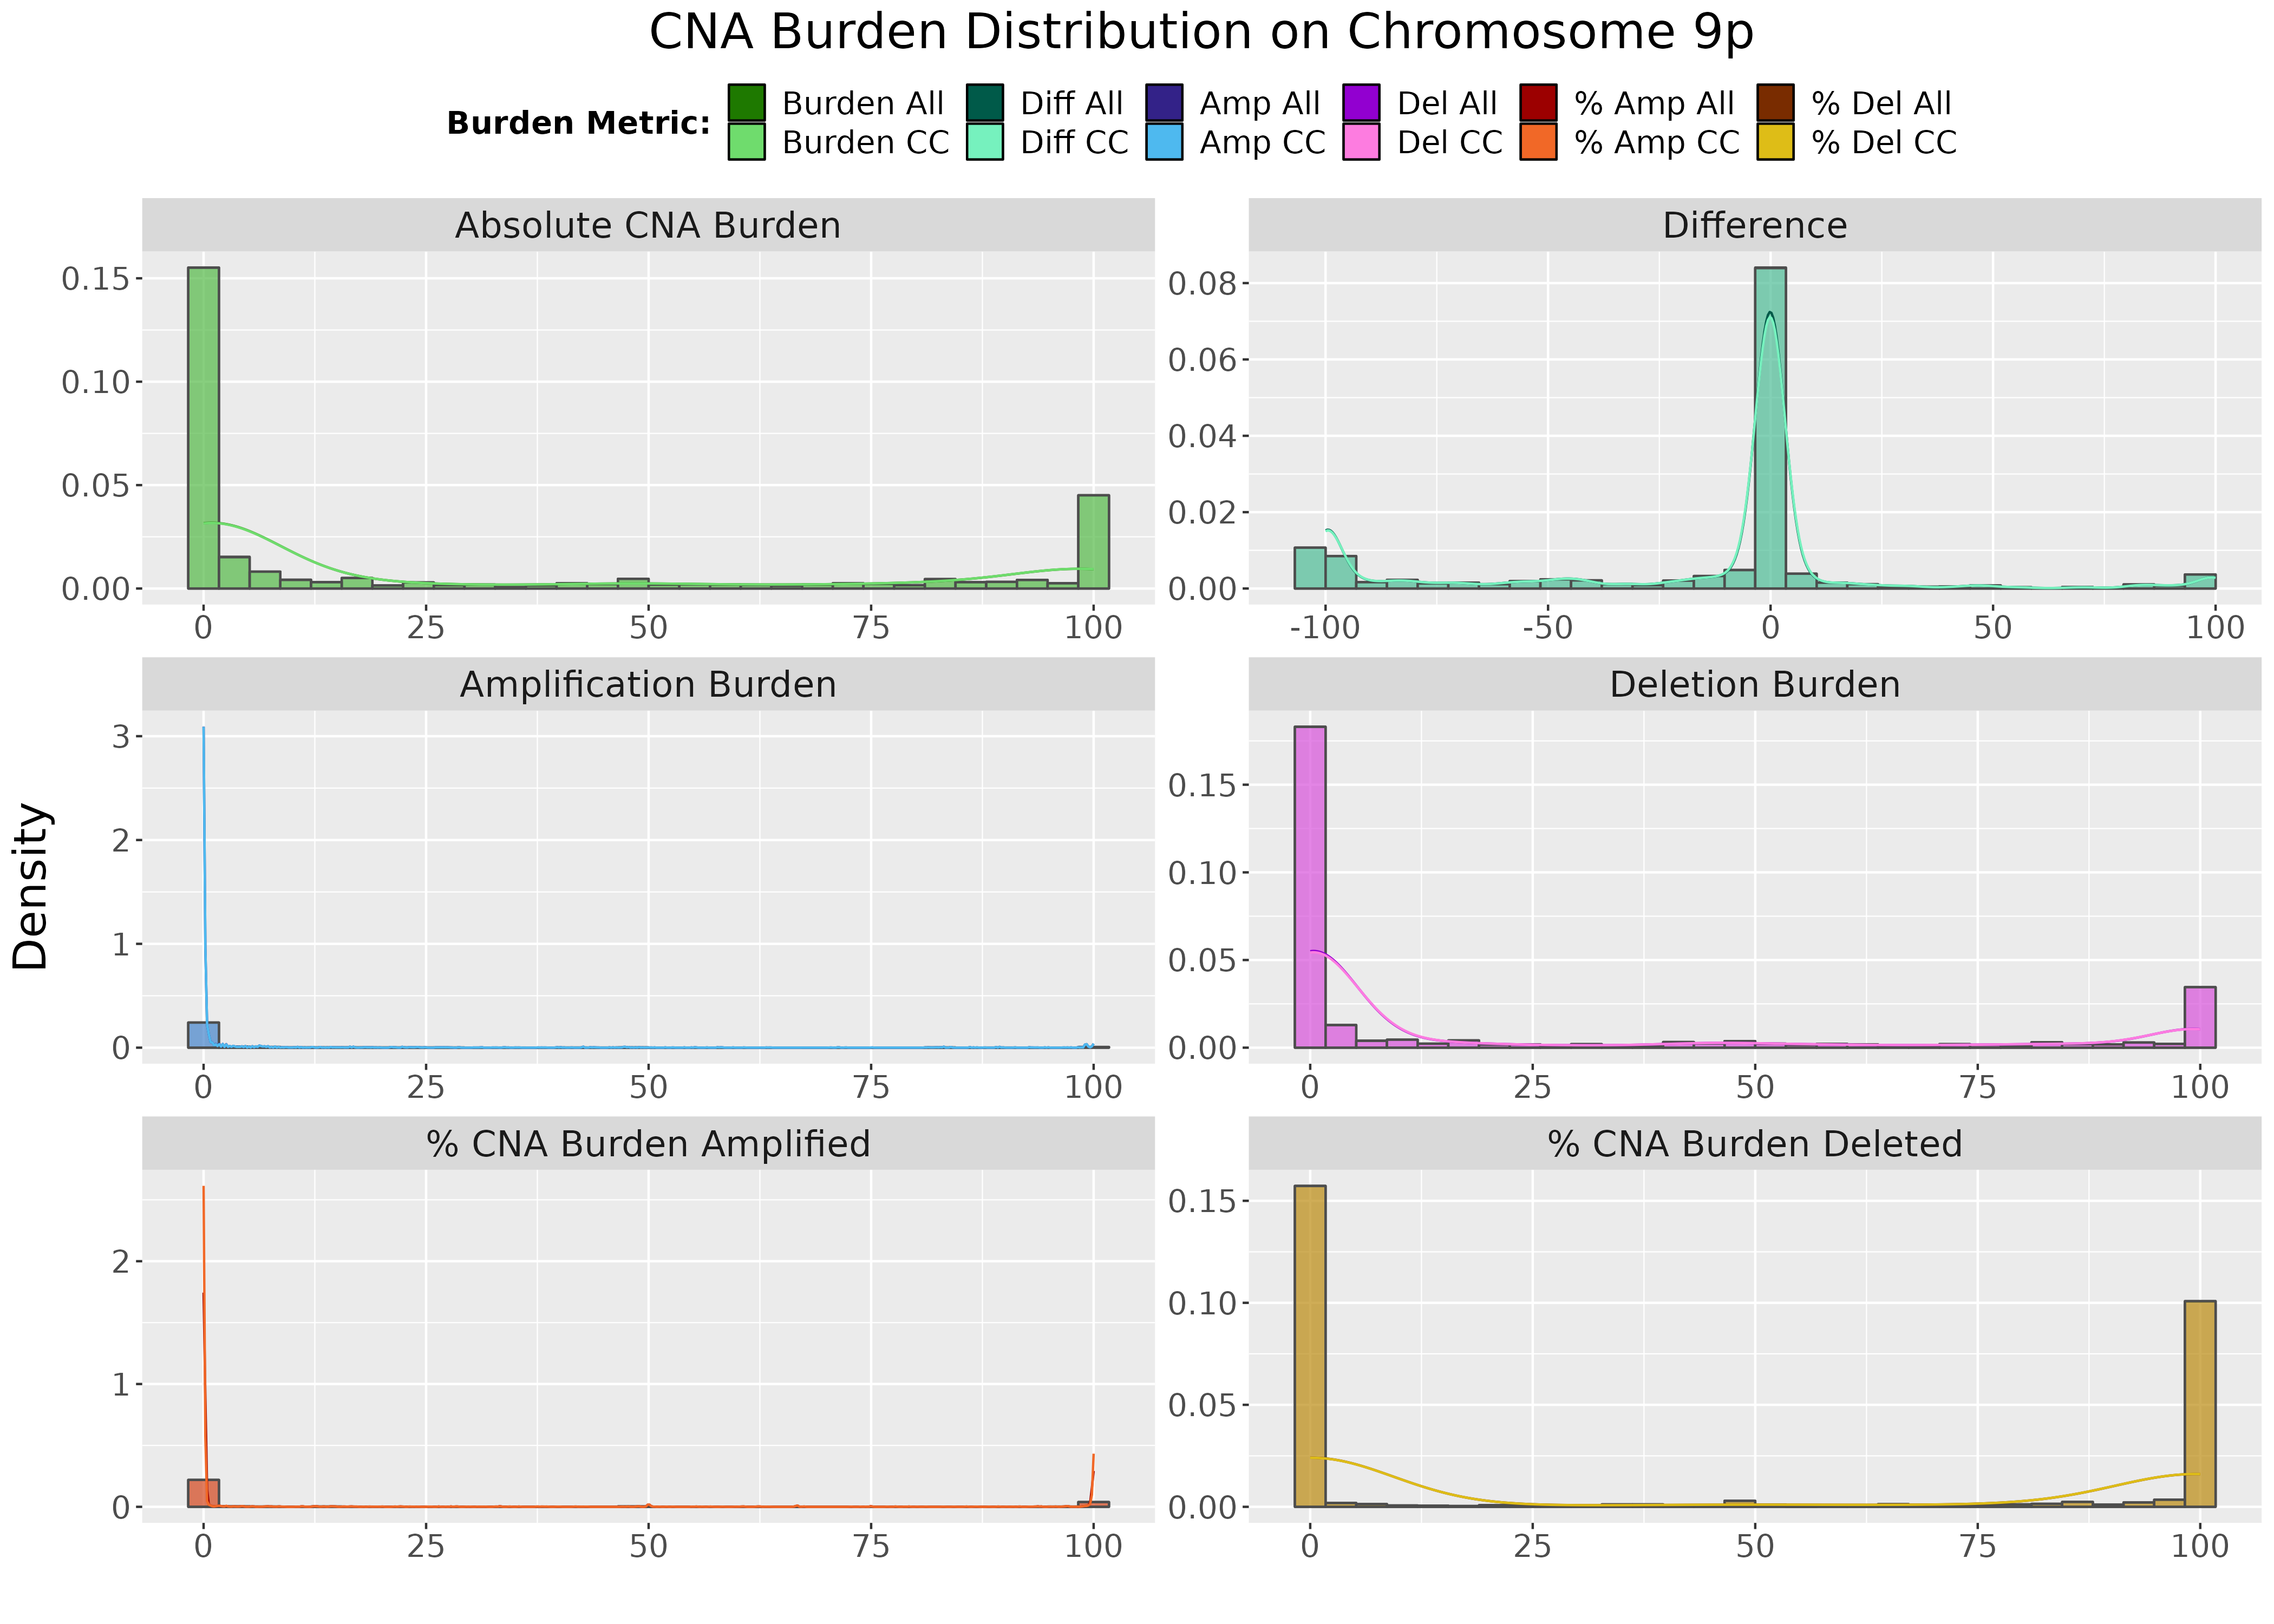 CNA Burden Distribution on Chromosome 9p
Burden Metric:
Burden All Diff All Amp All Del All % Amp All % Del All
Burden CC Diff CC Amp CC Del CC % Amp CC % Del CC
Absolute CNA Burden
0.15
0.10
0.05
0.00
0 25 50 75 100
Difference
0.08
0.06
0.04
0.02
0.00
-100 -50 0 50 100
Density
Amplification Burden
3
2
1
0
0 25 50 75 100
Deletion Burden
0.15
0.10
0.05
0.00
0 25 50 75 100
% CNA Burden Amplified
2
1
0
0 25 50 75 100
% CNA Burden Deleted
0.15
0.10
0.05
0.00
0 25 50 75 100